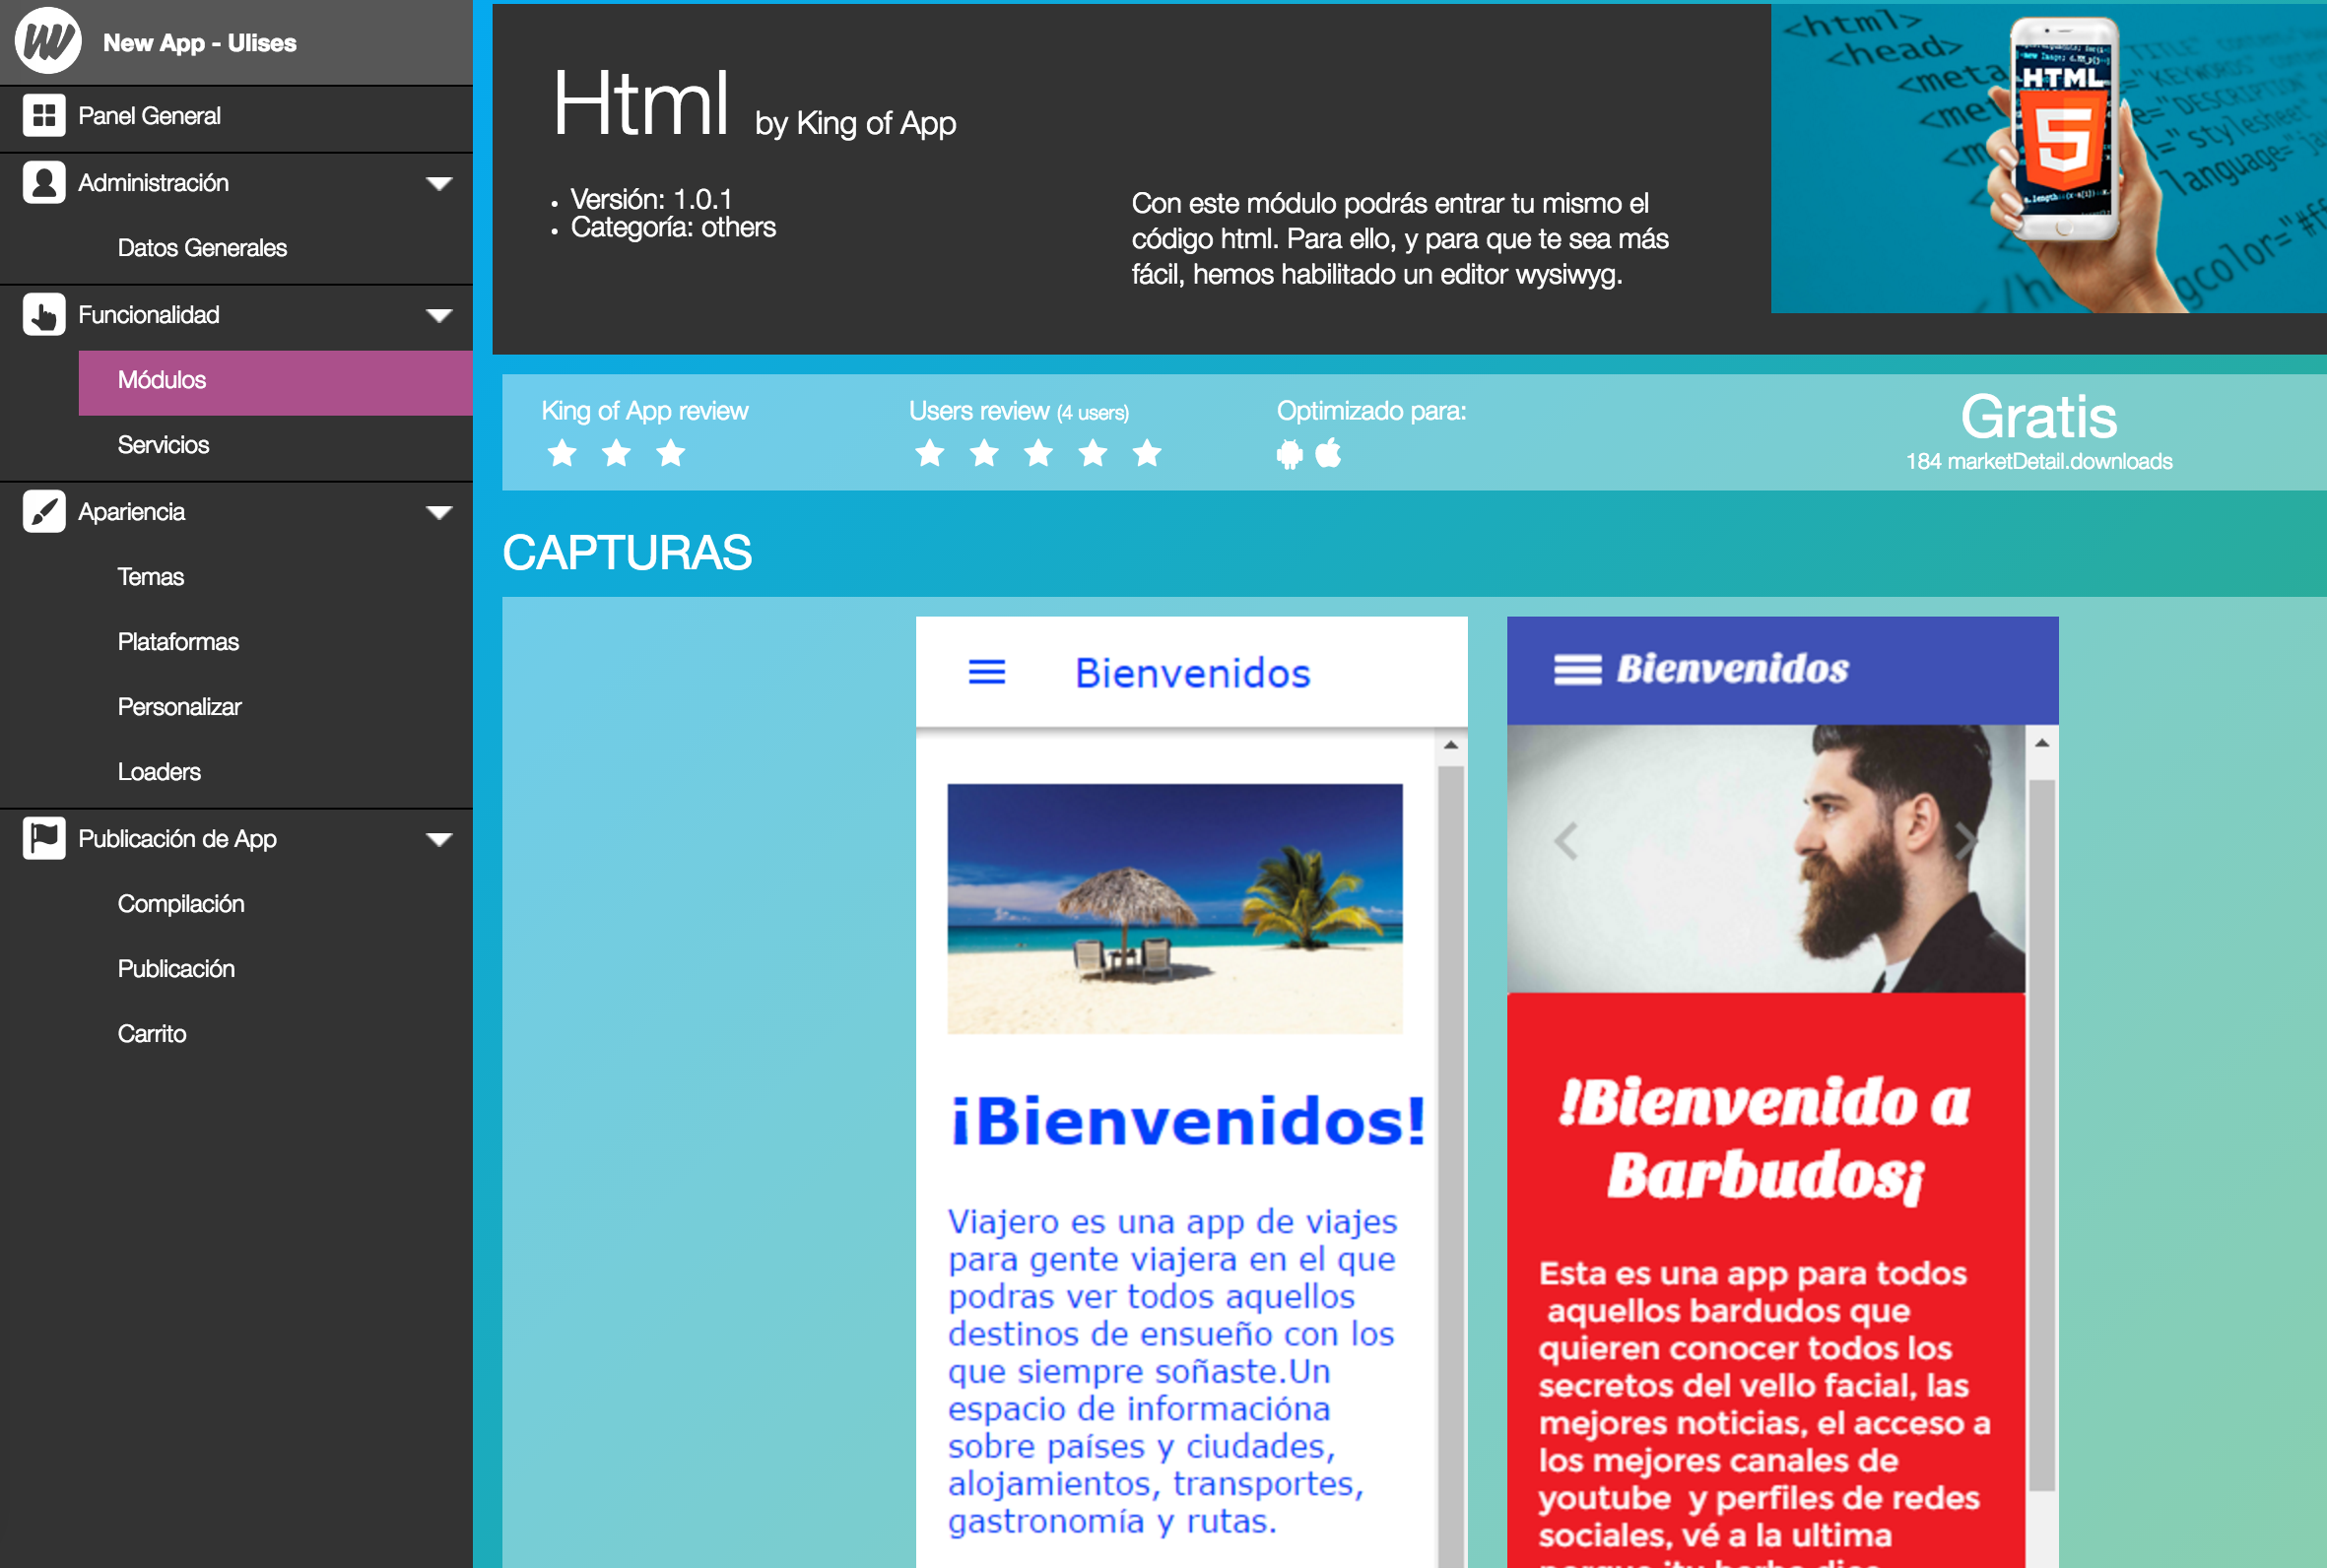 New App - Ulises
Panel General
Administración
Datos Generales
Funcionalidad
Módulos
Servicios
Apariencia
Temas
Plataformas
Personalizar
Loaders
Publicación de App
Compilación
Publicación
Carrito
Html by King of App
• Versión: 1.0.1
• Categoría: others
Con este módulo podrás entrar tu mismo el
código html. Para ello, y para que te sea más
fácil, hemos habilitado un editor wysiwyg.
<html>
<head>
<meta
HTML
5
King of App review
Users review (4 users)
Optimizado para:
Gratis
184 marketDetail.downloads
CAPTURAS
Bienvenidos
¡Bienvenidos!
Viajero es una app de viajes
para gente viajera en el que
podras ver todos aquellos
destinos de ensueño con los
que siempre soñaste.Un
espacio de informacióna
sobre países y ciudades,
alojamientos, transportes,
gastronomía y rutas.
Bienvenidos
!Bienvenido a
Barbudos¡
Esta es una app para todos
aquellos bardudos que
quieren conocer todos los
secretos del vello facial, las
mejores noticias, el acceso a
los mejores canales de
youtube y perfiles de redes
sociales, vé a la ultima